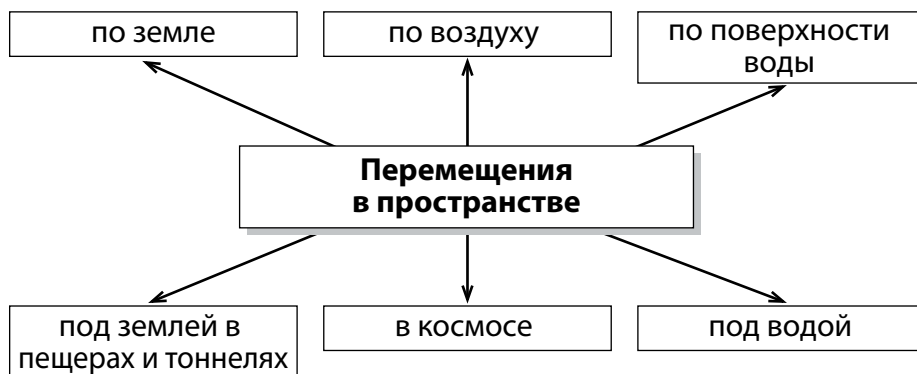 по земле
по воздуху
по поверхности
воды
Перемещения
в пространстве
под землей в
пещерах и тоннелях
в космосе
под водой